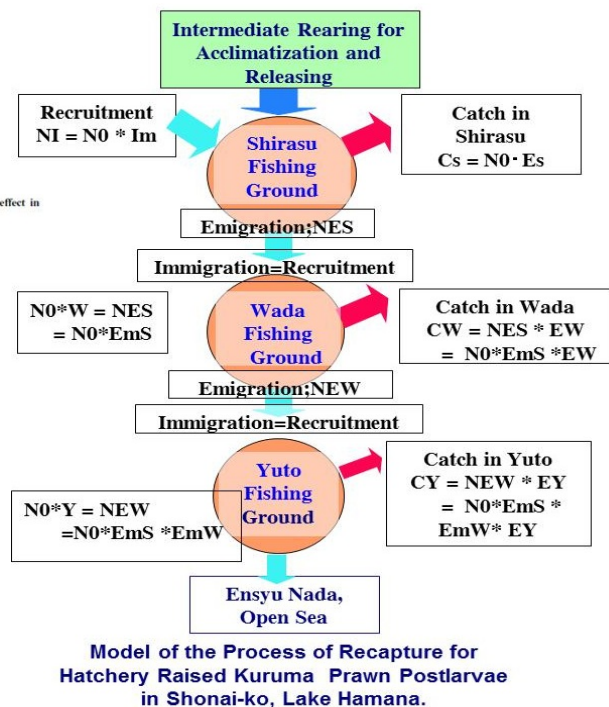 Intermediate Rearing for
Acclimatization and
Releasing
Recruitment
NI = N0 * Im
Catch in
Shirasu
Cs = N0・Es
Shirasu
Fishing
Ground
effect in
Emigration;NES
Immigration=Recruitment
N0*W = NES
= N0*EmS
Wada
Fishing
Ground
Catch in Wada
CW = NES * EW
= N0*EmS *EW
Emigration;NEW
Immigration=Recruitment
Yuto
Fishing
Ground
Catch in Yuto
CY = NEW * EY
= N0*EmS *
EmW* EY
N0*Y = NEW
=N0*EmS *EmW
Ensyu Nada,
Open Sea
Model of the Process of Recapture for
Hatchery Raised Kuruma Prawn Postlarvae
in Shonai-ko, Lake Hamana.